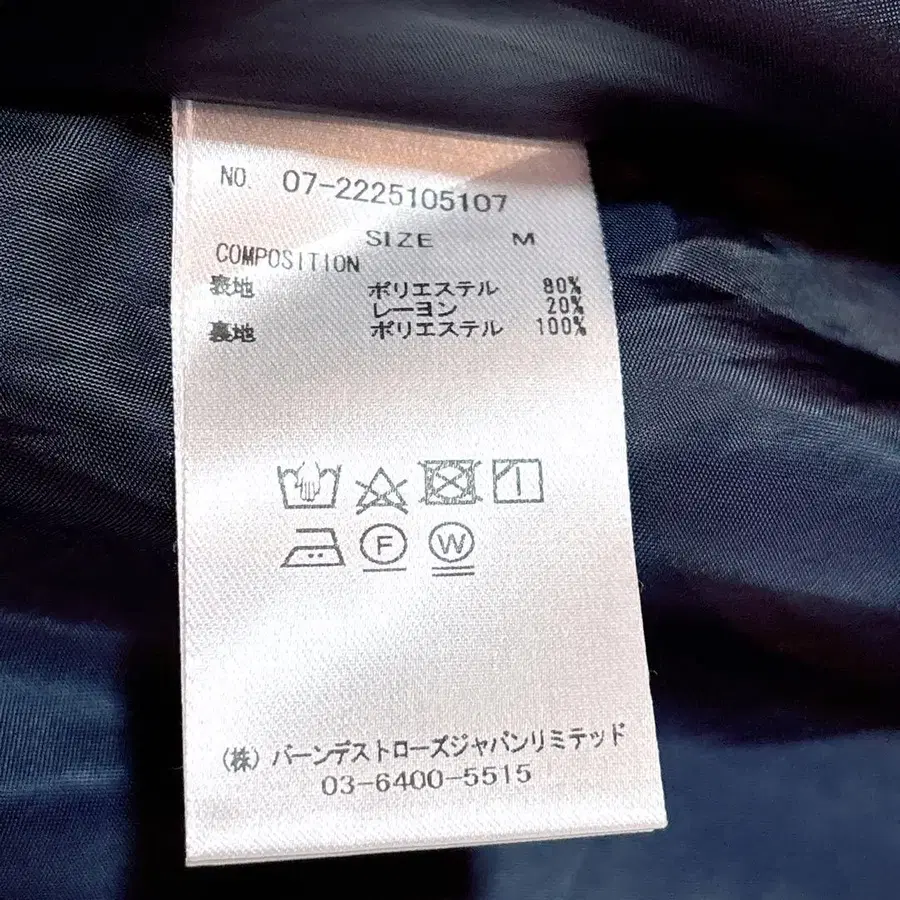 NO. 07-2225105107
SIZE M
COMPOSITION
表地 ポリエステル 80%
レーヨン 20%
裏地 ポリエステル 100%
F W
(株)バーンデストローズジャパンリミテッド
03-6400-5515